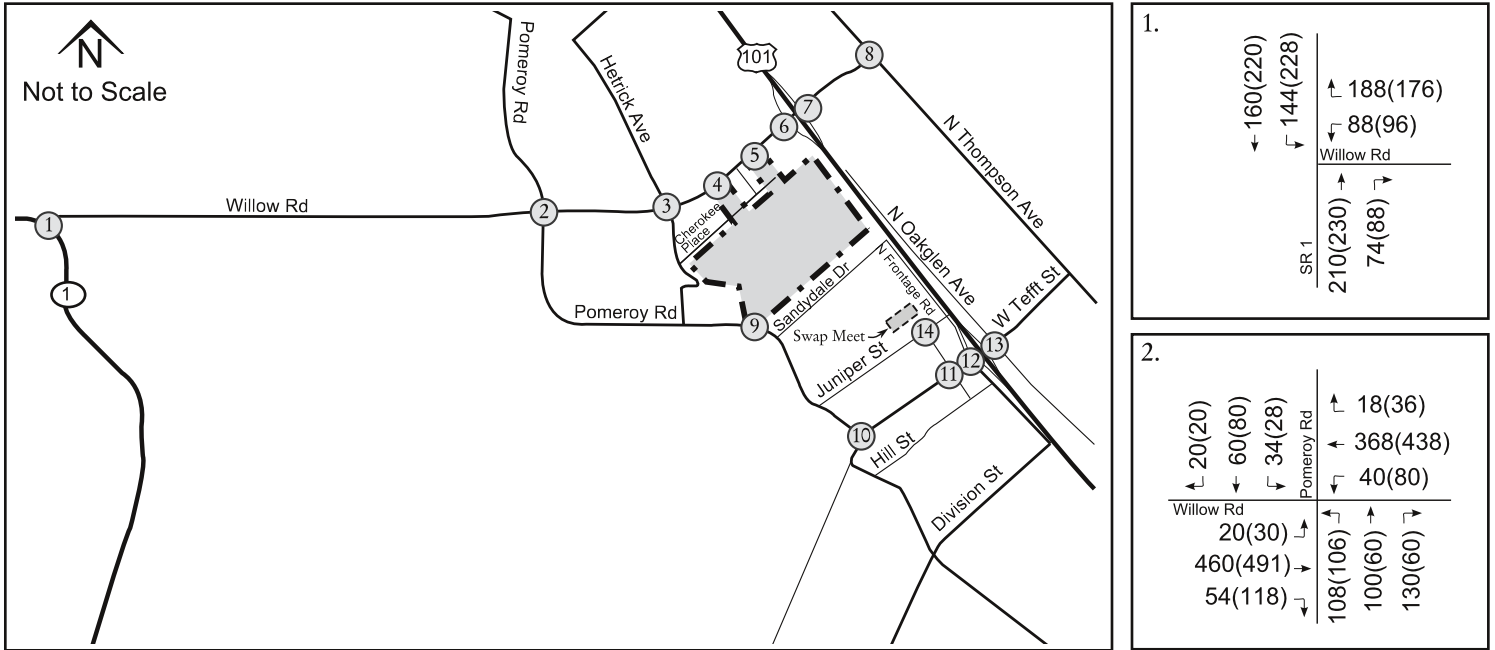 N
Not to Scale
Pomeroy Rd
Hetrick Ave
101
8
7
6
5
4
3
2
1
Willow Rd
N Thompson Ave
Cherokee
Place
N Oakglen Ave
N Frontage Rd
W Tefft St
1
Pomeroy Rd
Sandydale Dr
9
Swap Meet
14
13
12
11
Juniper St
10
Hill St
Division St
1.
160(220)
144(228)
188(176)
88(96)
Willow Rd
SR 1
210(230)
74(88)
2.
20(20)
60(80)
34(28)
Pomeroy Rd
18(36)
368(438)
40(80)
Willow Rd
20(30)
460(491)
54(118)
108(106)
100(60)
130(60)